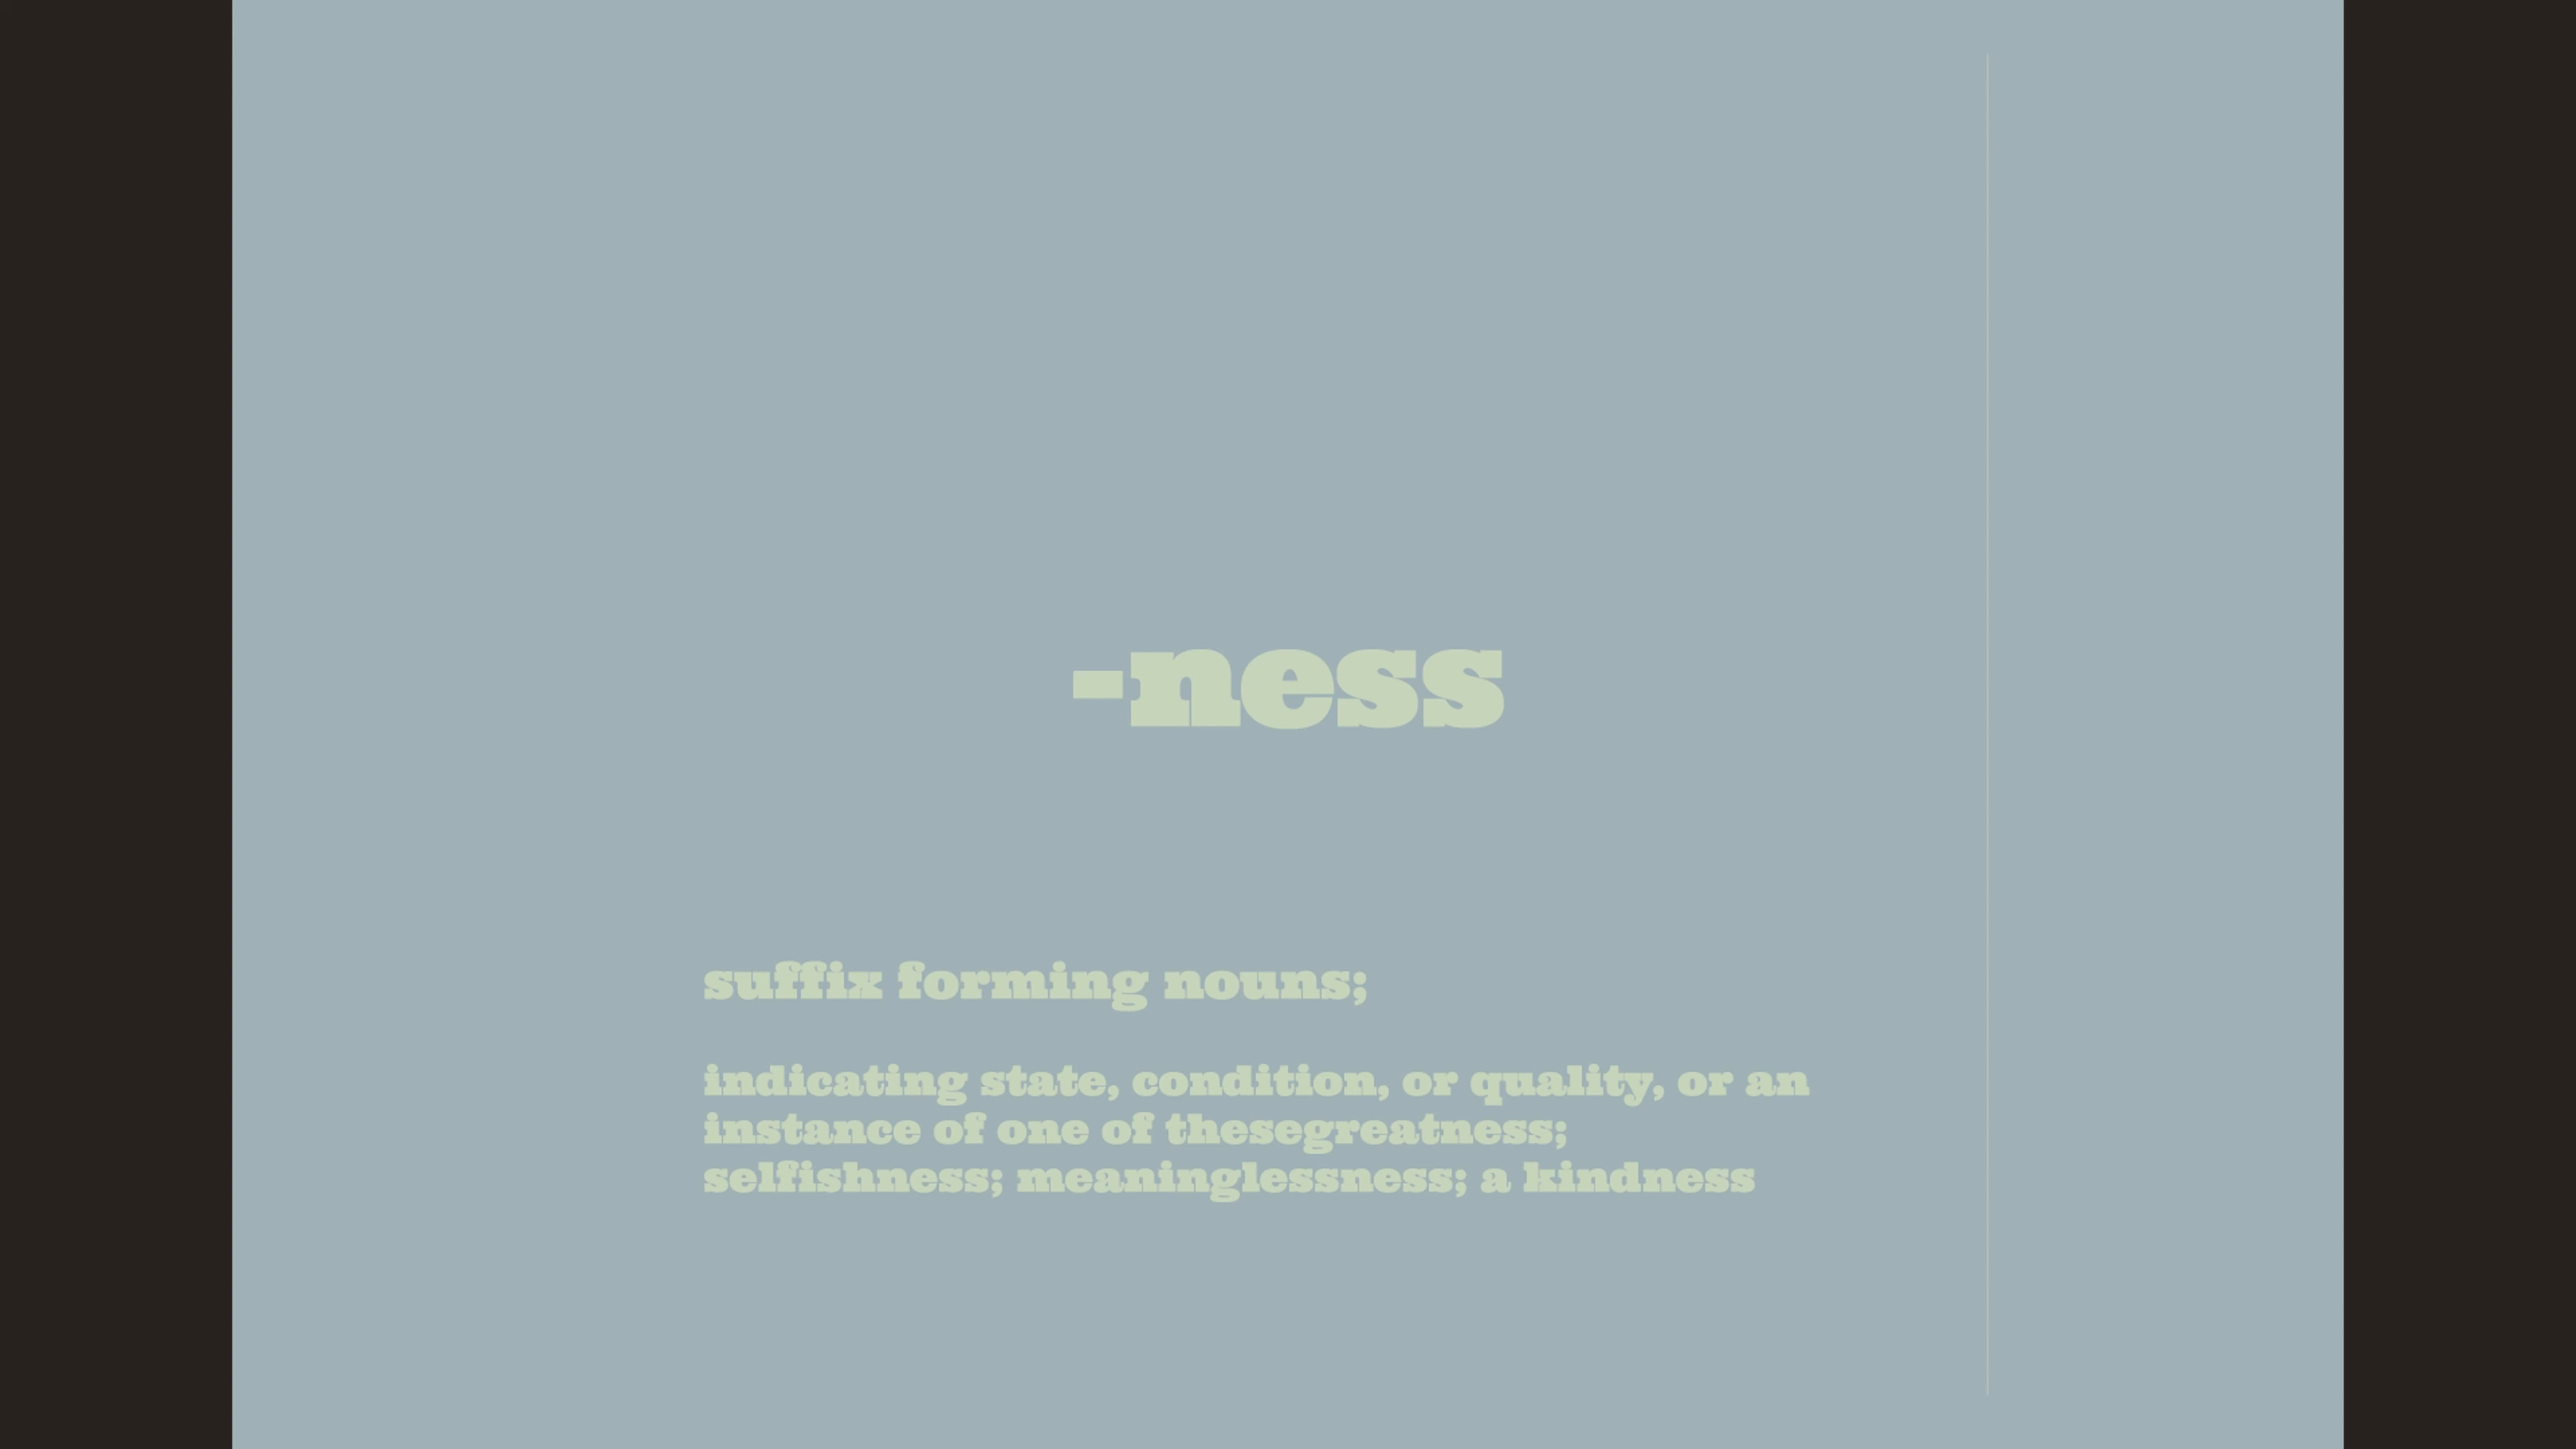 -ness
suffix forming nouns;
indicating state, condition, or quality, or an
instance of one of thesegreatness;
selfishness; meaninglessness; a kindness